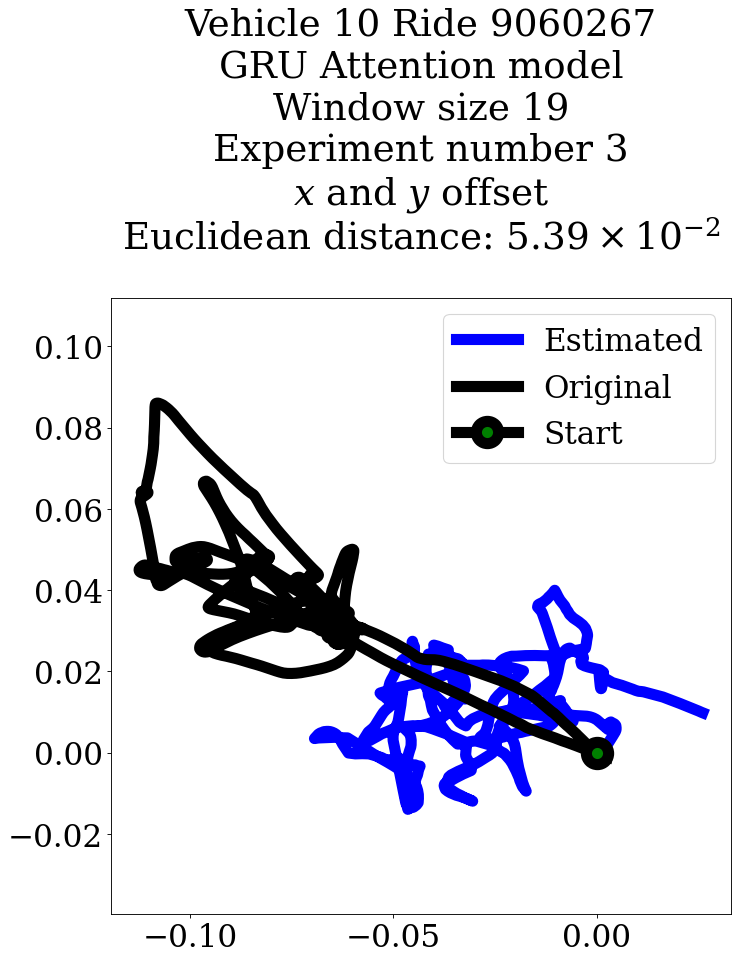 Vehicle 10 Ride 9060267
GRU Attention model
Window size 19
Experiment number 3
x and y offset
Euclidean distance: 5.39 × 10⁻²
Estimated
Original
Start
0.10
0.08
0.06
0.04
0.02
0.00
−0.02
−0.10 −0.05 0.00